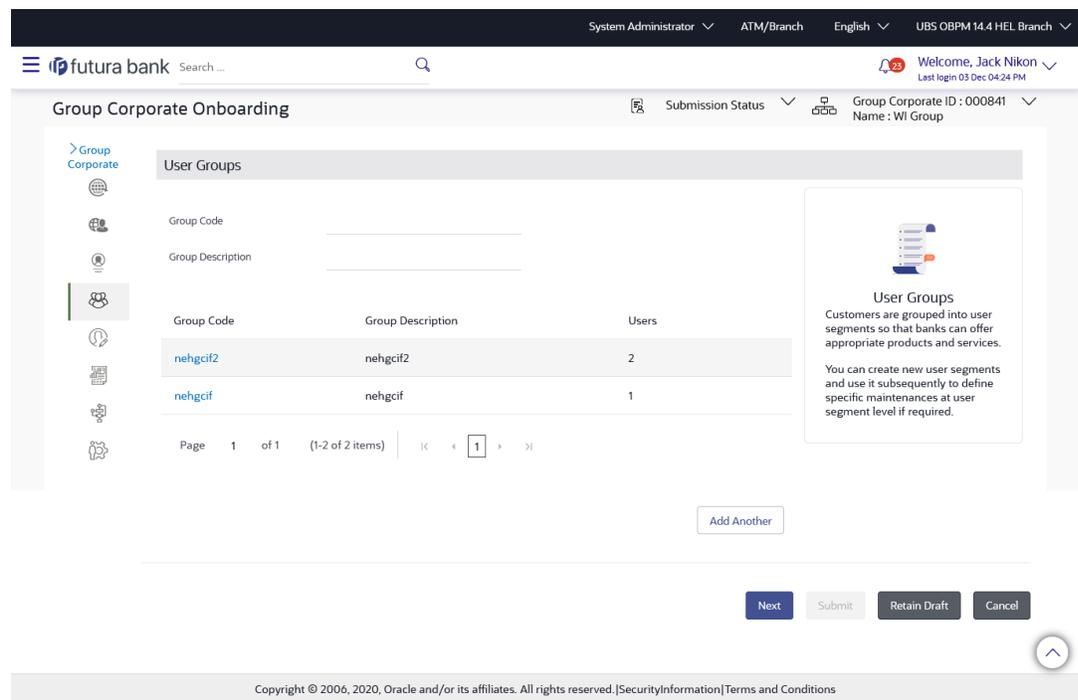 System Administrator ATM/Branch English UBS OBPM 14.4 HEL Branch
futura bank Search ... 23 Welcome, Jack Nikon
Last login 03 Dec 04:24 PM
Group Corporate Onboarding Submission Status Group Corporate ID : 000841
Name : WI Group
Group
Corporate
User Groups
Group Code
Group Description
Group Code Group Description Users
nehgcif2 nehgcif2 2
nehgcif nehgcif 1
Page 1 of 1 (1-2 of 2 items) 1
User Groups
Customers are grouped into user
segments so that banks can offer
appropriate products and services.
You can create new user segments
and use it subsequently to define
specific maintenances at user
segment level if required.
Add Another
Next Submit Retain Draft Cancel
Copyright © 2006, 2020, Oracle and/or its affiliates. All rights reserved.|SecurityInformation|Terms and Conditions